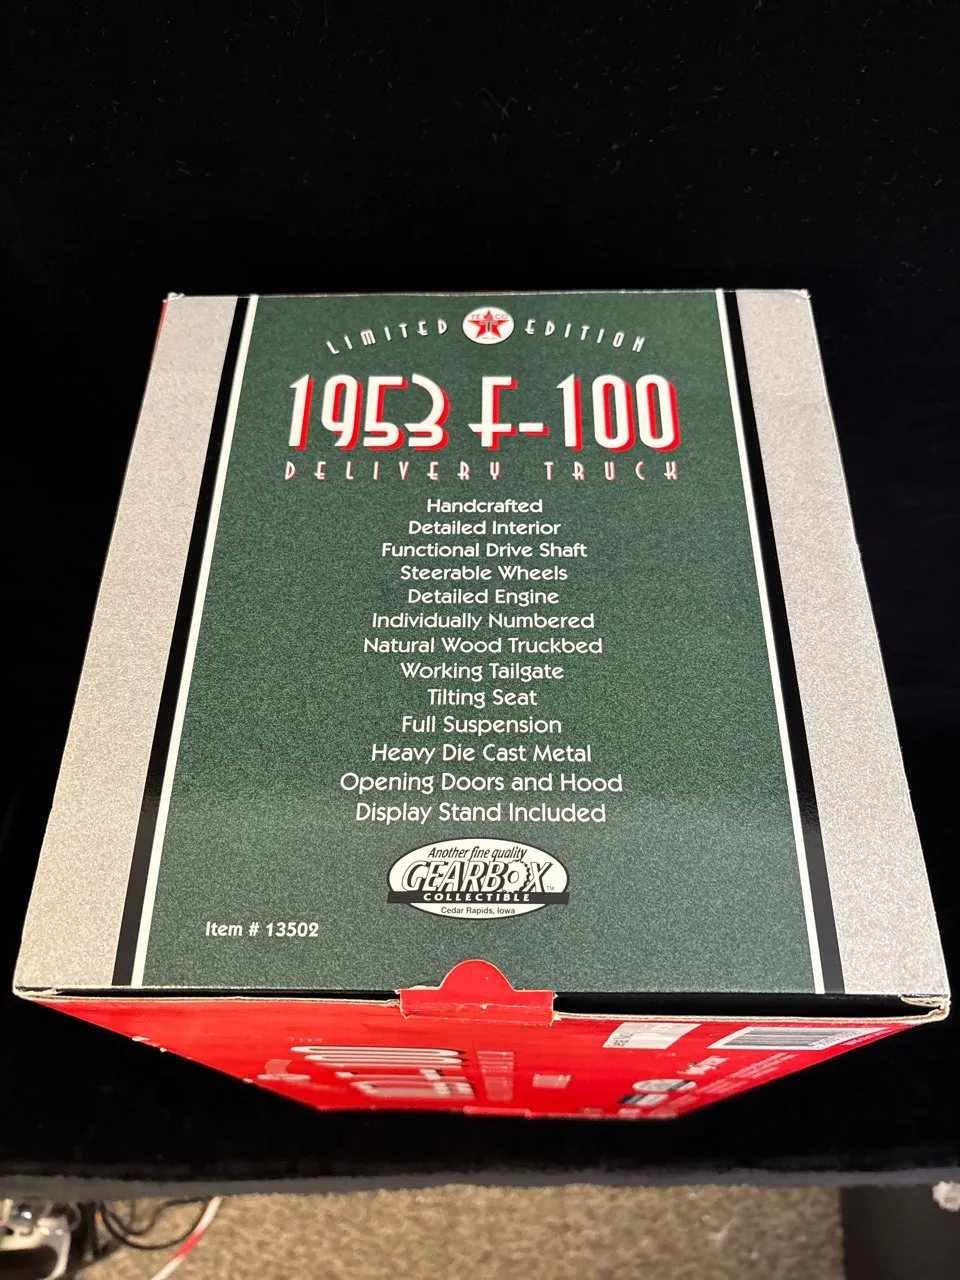 LIMITED TEXACO EDITION
1953 F-100
DELIVERY TRUCK
Handcrafted
Detailed Interior
Functional Drive Shaft
Steerable Wheels
Detailed Engine
Individually Numbered
Natural Wood Truckbed
Working Tailgate
Tilting Seat
Full Suspension
Heavy Die Cast Metal
Opening Doors and Hood
Display Stand Included
Another fine quality
GEARBOX
TM
COLLECTIBLE
Cedar Rapids, Iowa
Item # 13502